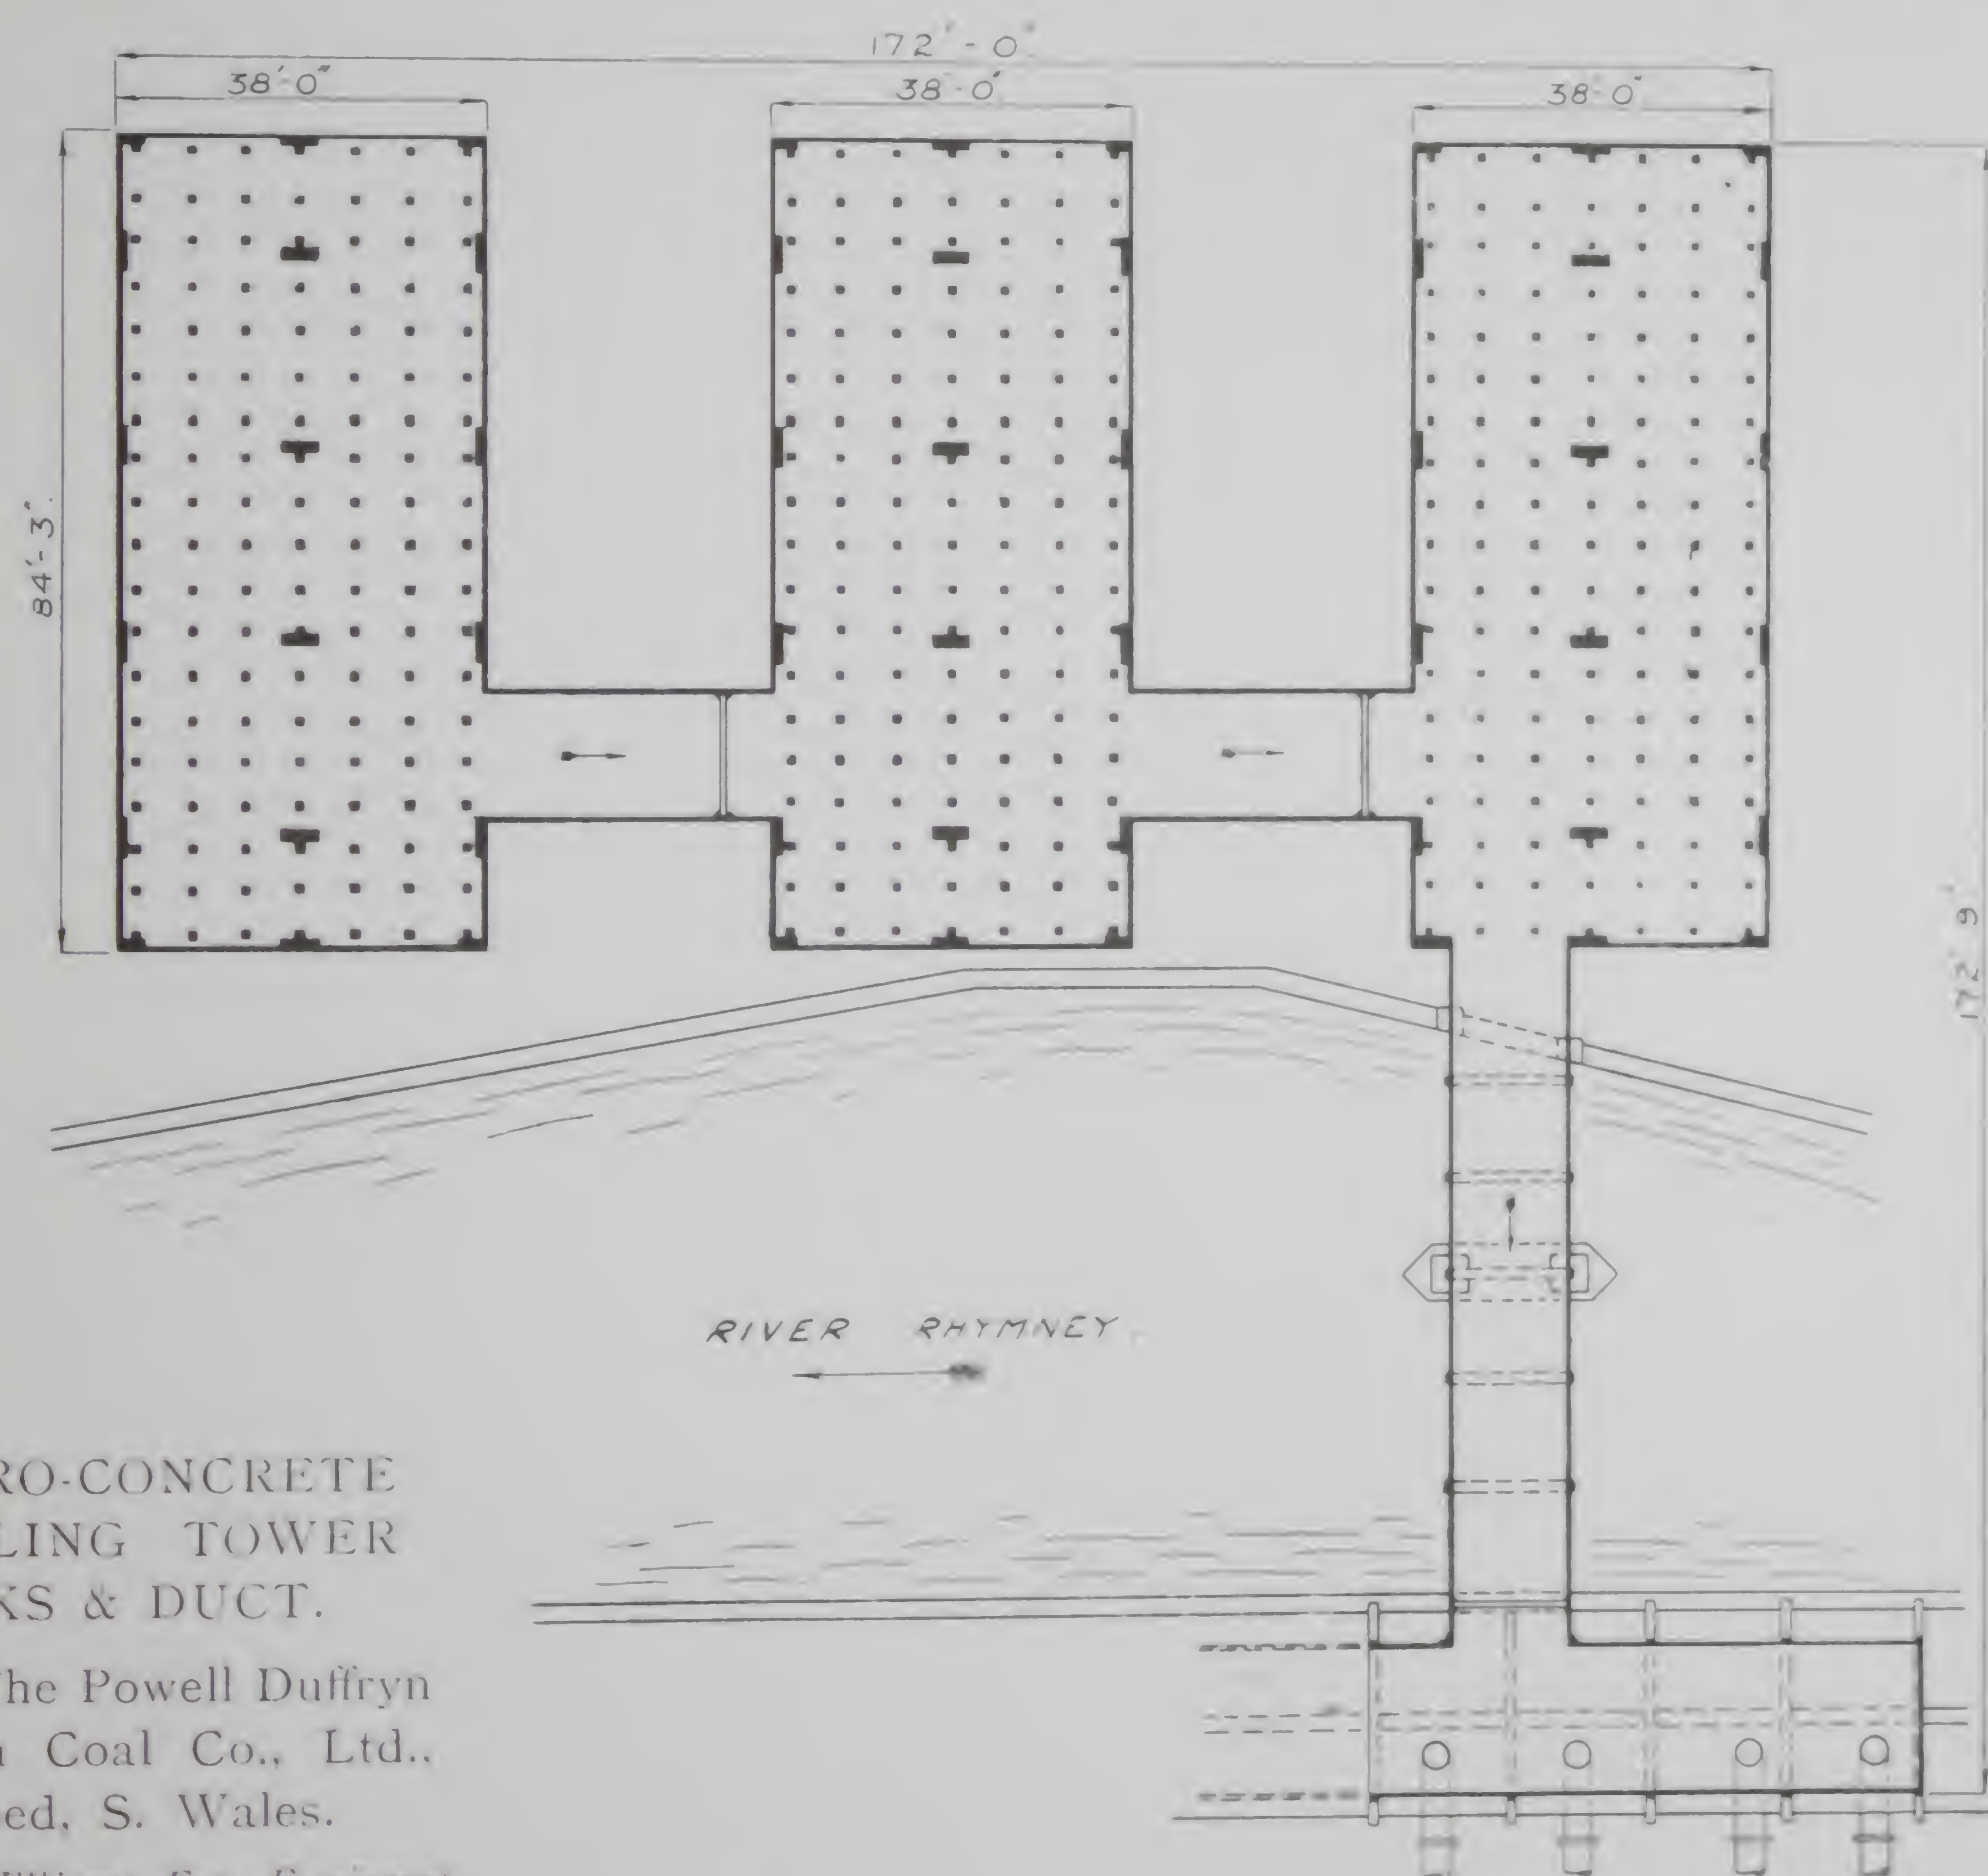 172'-0"
38'-0"
38'-0"
38'-0"
84'-3"
172' 9"
RIVER RHYMNEY
RO-CONCRETE
LING TOWER
KS & DUCT.
The Powell Duffryn
Coal Co., Ltd.,
ed, S. Wales.